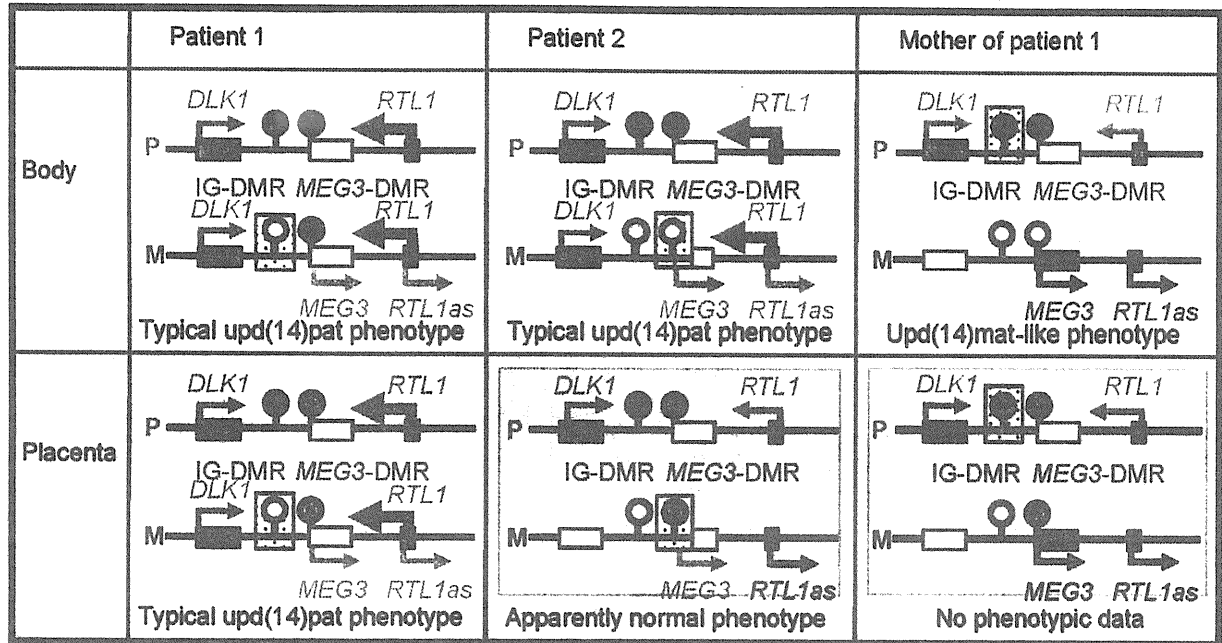 Patient 1
Patient 2
Mother of patient 1
Body
DLK1
RTL1
P
IG-DMR MEG3-DMR
DLK1
RTL1
M
MEG3 RTL1as
Typical upd(14)pat phenotype
DLK1
RTL1
P
IG-DMR MEG3-DMR
DLK1
RTL1
M
MEG3 RTL1as
Typical upd(14)pat phenotype
DLK1
RTL1
P
IG-DMR MEG3-DMR
M
MEG3 RTL1as
Upd(14)mat-like phenotype
Placenta
DLK1
RTL1
P
IG-DMR MEG3-DMR
DLK1
RTL1
M
MEG3 RTL1as
Typical upd(14)pat phenotype
DLK1
RTL1
P
IG-DMR MEG3-DMR
M
MEG3 RTL1as
Apparently normal phenotype
DLK1
RTL1
P
IG-DMR MEG3-DMR
M
MEG3 RTL1as
No phenotypic data